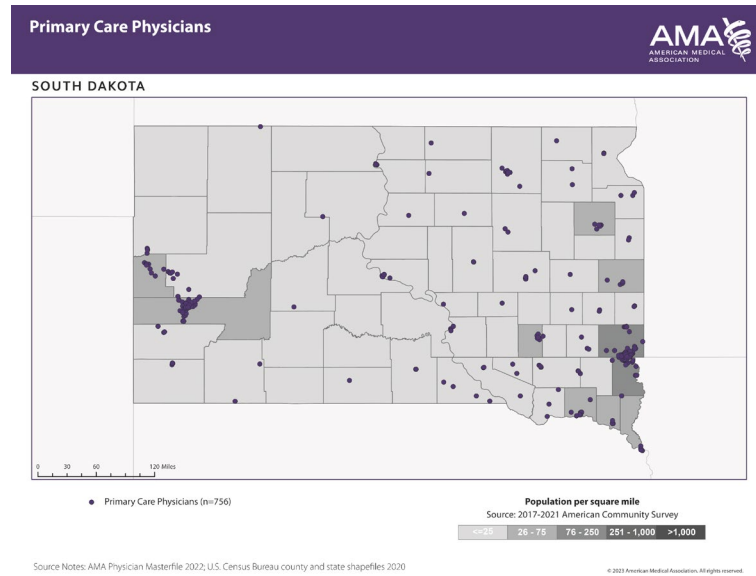 Primary Care Physicians
AMA
AMERICAN MEDICAL
ASSOCIATION
SOUTH DAKOTA
0 30 60 120 Miles
Primary Care Physicians (n=756)
Population per square mile
Source: 2017-2021 American Community Survey
<=25 26 - 75 76 - 250 251 - 1,000 >1,000
Source Notes: AMA Physician Masterfile 2022; U.S. Census Bureau county and state shapefiles 2020
© 2023 American Medical Association. All rights reserved.